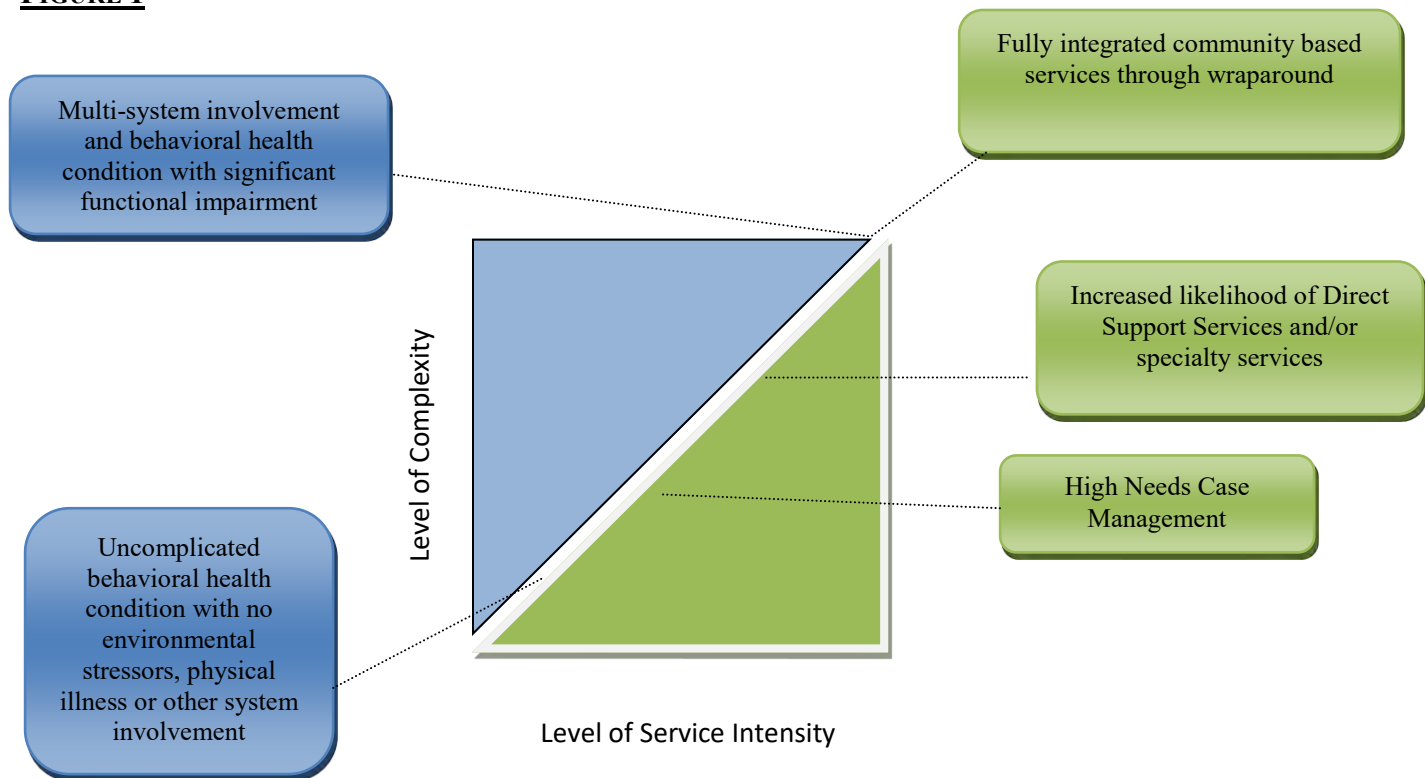 FIGURE 1
Fully integrated community based
services through wraparound
Multi-system involvement
and behavioral health
condition with significant
functional impairment
Increased likelihood of Direct
Support Services and/or
specialty services
Level of Complexity
High Needs Case
Management
Uncomplicated
behavioral health
condition with no
environmental
stressors, physical
illness or other system
involvement
Level of Service Intensity